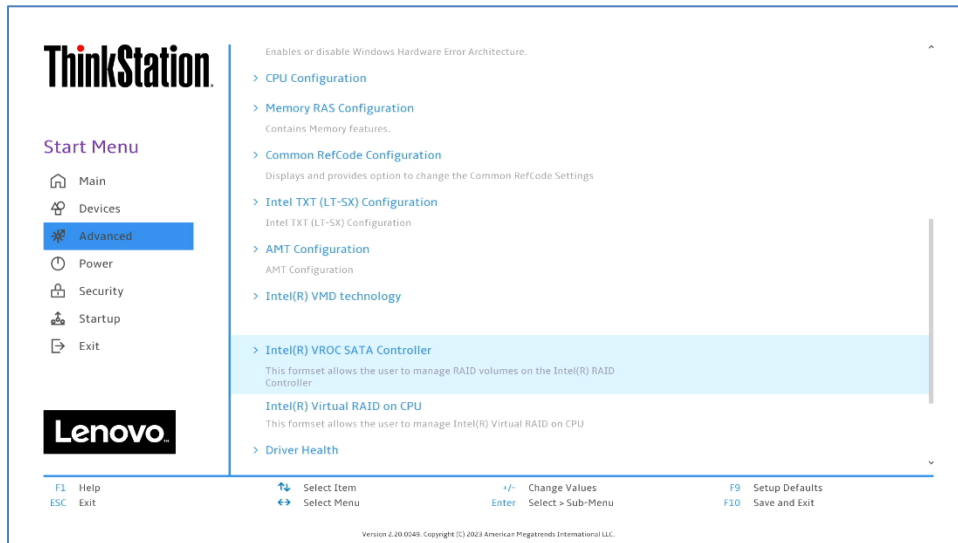 ThinkStation
Start Menu
Main
Devices
Advanced
Power
Security
Startup
Exit
Lenovo
Enables or disable Windows Hardware Error Architecture.
> CPU Configuration
> Memory RAS Configuration
Contains Memory features.
> Common RefCode Configuration
Displays and provides option to change the Common RefCode Settings
> Intel TXT (LT-SX) Configuration
Intel TXT (LT-SX) Configuration
> AMT Configuration
AMT Configuration
> Intel(R) VMD technology
> Intel(R) VROC SATA Controller
This formset allows the user to manage RAID volumes on the Intel(R) RAID
Controller
Intel(R) Virtual RAID on CPU
This formset allows the user to manage Intel(R) Virtual RAID on CPU
> Driver Health
F1 Help
ESC Exit
↑↓ Select Item
←→ Select Menu
+/- Change Values
Enter Select > Sub-Menu
F9 Setup Defaults
F10 Save and Exit
Version 2.20.0049. Copyright (C) 2023 American Megatrends International LLC.